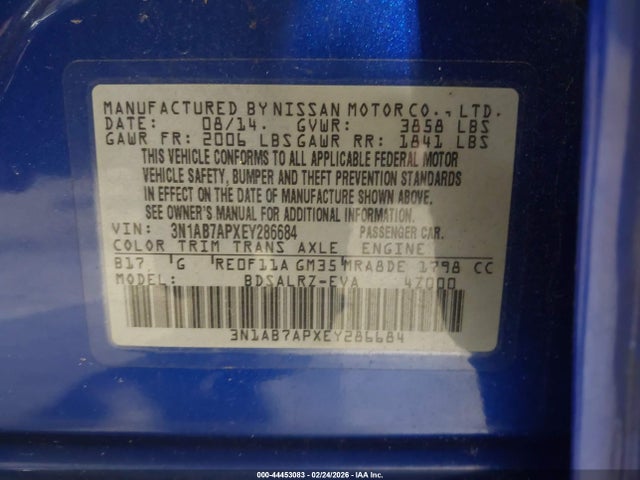 MANUFACTURED BY NISSAN MOTOR CO., LTD.
DATE: 08/14. GVWR: 3858 LBS
GAWR FR: 2006 LBS GAWR RR: 1841 LBS
THIS VEHICLE CONFORMS TO ALL APPLICABLE FEDERAL MOTOR
VEHICLE SAFETY, BUMPER AND THEFT PREVENTION STANDARDS
IN EFFECT ON THE DATE OF MANUFACTURE SHOWN ABOVE.
SEE OWNER'S MANUAL FOR ADDITIONAL INFORMATION.
VIN: 3N1AB7APXEY286684 PASSENGER CAR.
COLOR TRIM TRANS AXLE ENGINE
B17 G RE0F11A GM35 MRA8DE 1798 CC
MODEL: BDSALRZ-EVA 4Z000
3N1AB7APXEY286684
000-44453083 - 02/24/2026 - IAA Inc.